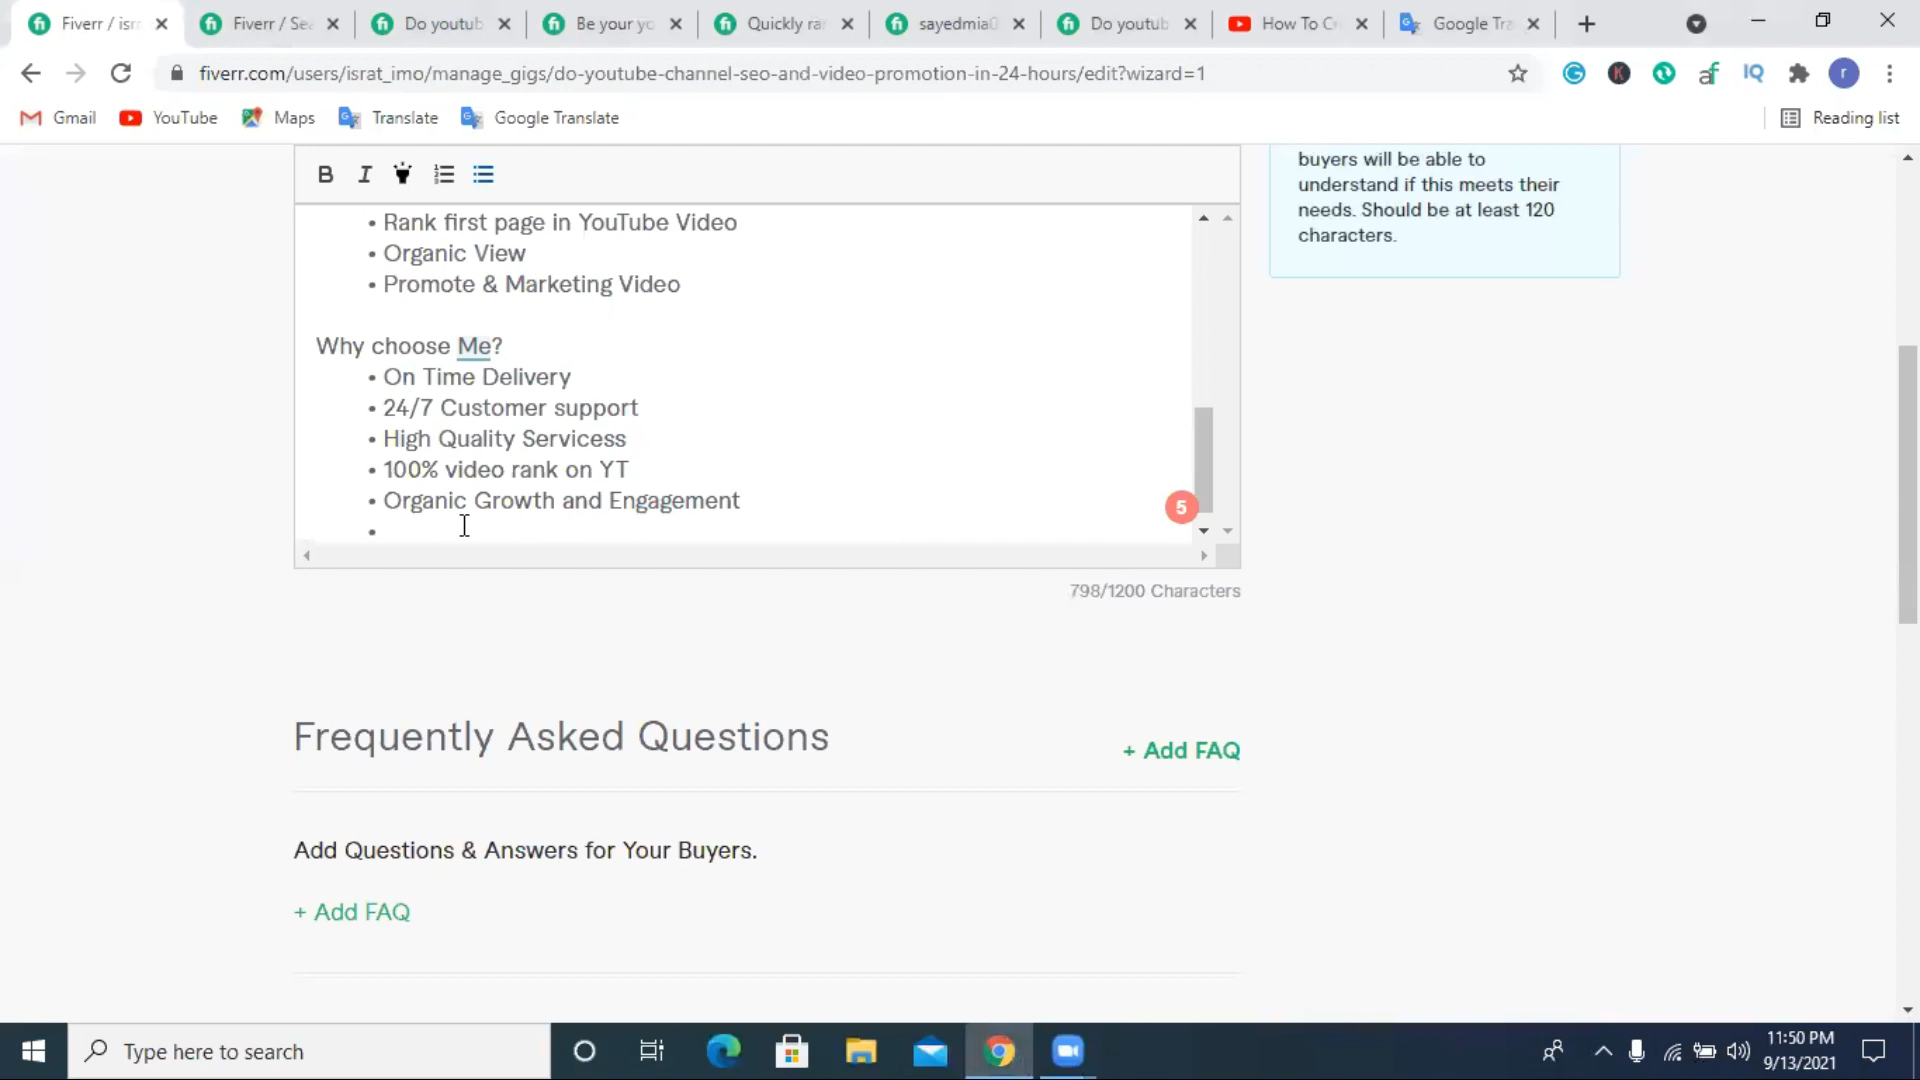 Fiverr / isr
Fiverr / Sea
Do youtub
Be your yo
Quickly ra
sayedmia0
Do youtub
How To Cr
Google Tra
fiverr.com/users/israt_imo/manage_gigs/do-youtube-channel-seo-and-video-promotion-in-24-hours/edit?wizard=1
IQ
r
Gmail
YouTube
Maps
Translate
Google Translate
Reading list
B I
buyers will be able to
understand if this meets their
needs. Should be at least 120
characters.
• Rank first page in YouTube Video
• Organic View
• Promote & Marketing Video
Why choose Me?
• On Time Delivery
• 24/7 Customer support
• High Quality Servicess
• 100% video rank on YT
• Organic Growth and Engagement
5
798/1200 Characters
Frequently Asked Questions
+ Add FAQ
Add Questions & Answers for Your Buyers.
+ Add FAQ
Type here to search
11:50 PM
9/13/2021